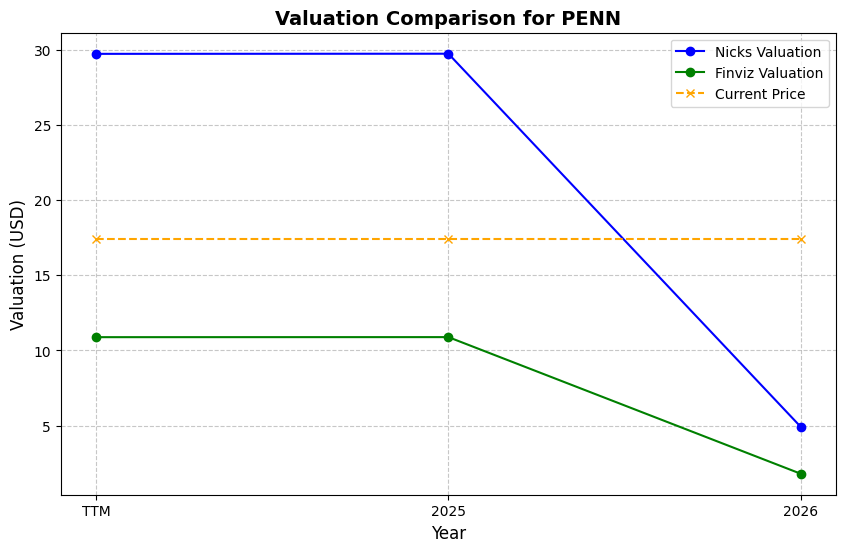 Valuation Comparison for PENN
Nicks Valuation
Finviz Valuation
Current Price
Valuation (USD)
30
25
20
15
10
5
TTM
2025
2026
Year